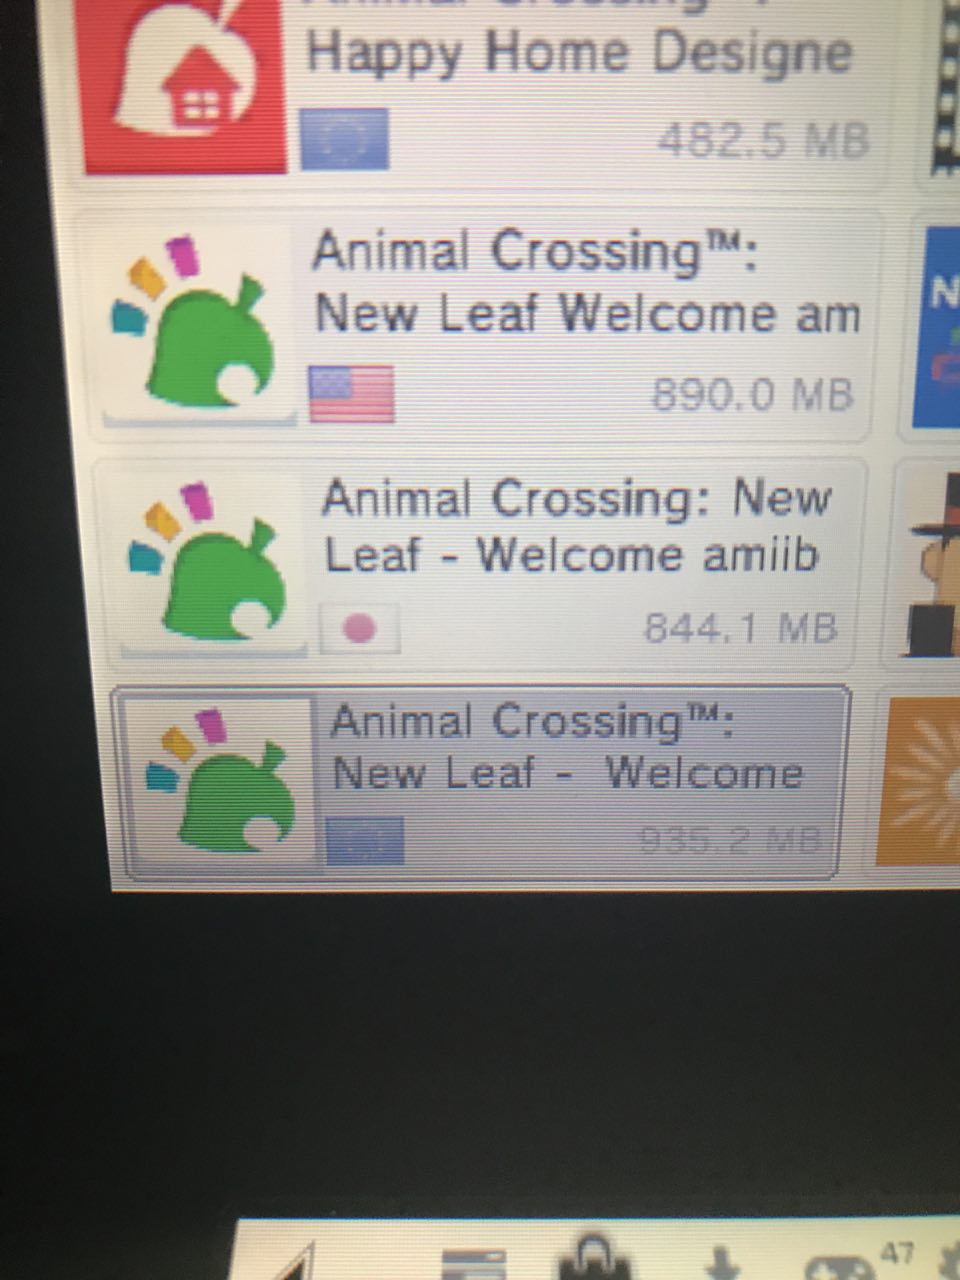 Happy Home Designe
482.5 MB
Animal Crossing™:
New Leaf Welcome am
890.0 MB
N
Animal Crossing: New
Leaf - Welcome amiib
844.1 MB
Animal Crossing™:
New Leaf - Welcome
935.2 MB
47